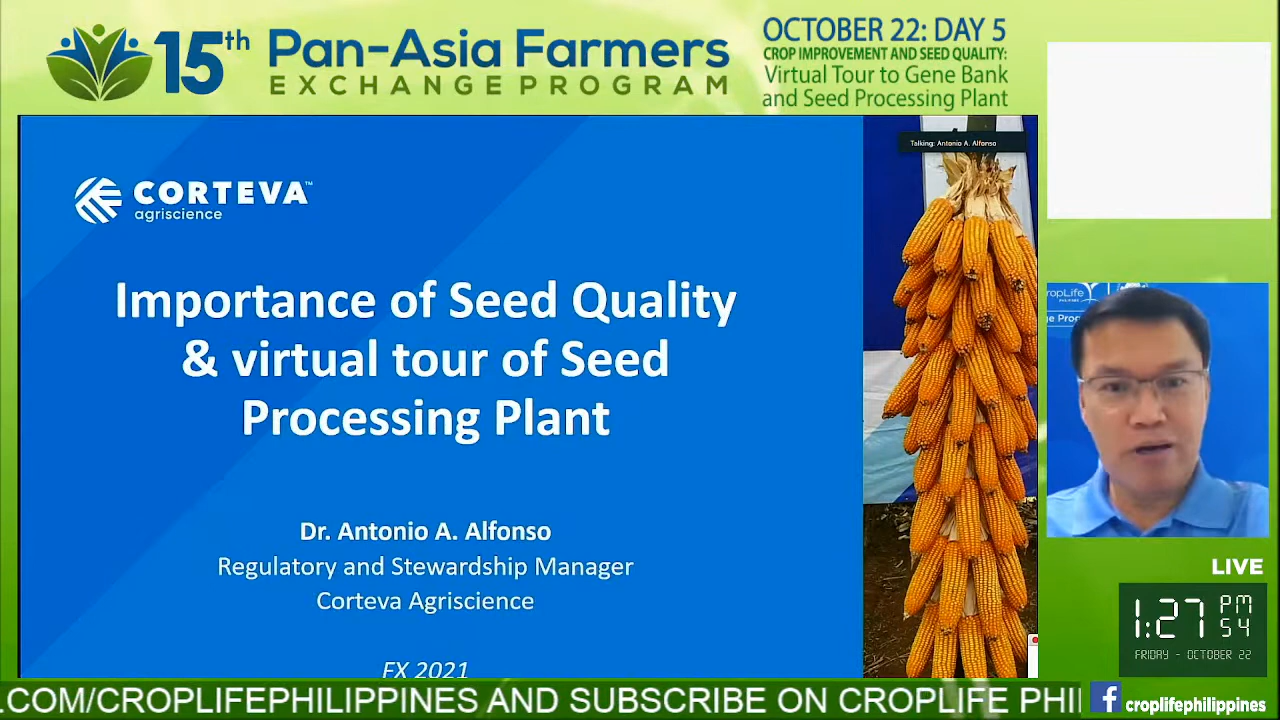 15th Pan-Asia Farmers
EXCHANGE PROGRAM
OCTOBER 22: DAY 5
CROP IMPROVEMENT AND SEED QUALITY:
Virtual Tour to Gene Bank
and Seed Processing Plant
Talking: Antonio A. Alfonso
CORTEVA™
agriscience
Importance of Seed Quality
& virtual tour of Seed
Processing Plant
Dr. Antonio A. Alfonso
Regulatory and Stewardship Manager
Corteva Agriscience
FX 2021
LIVE
1:27 PM 54
FRIDAY - OCTOBER 22
.COM/CROPLIFEPHILIPPINES AND SUBSCRIBE ON CROPLIFE PHI
f croplifephilippines